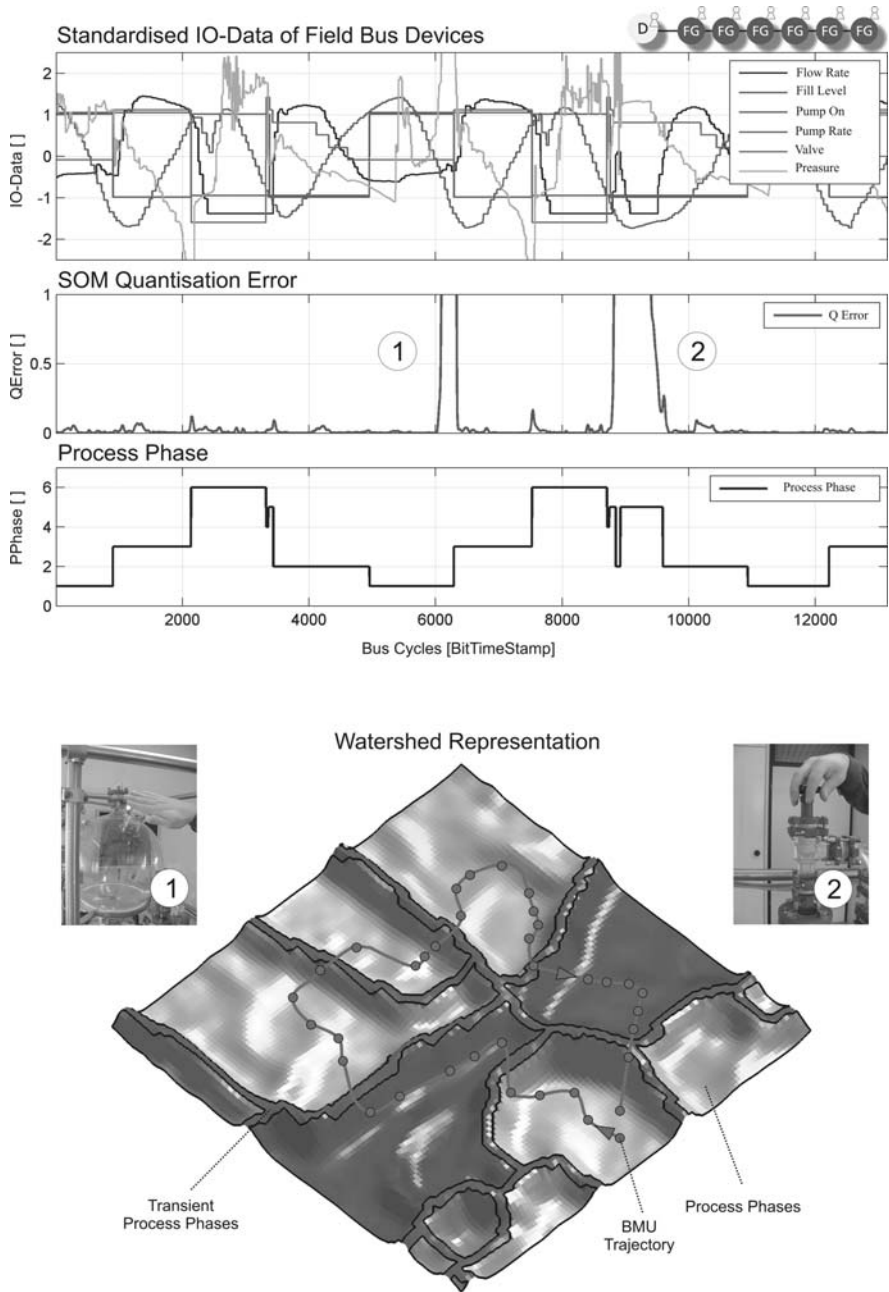 Standardised IO-Data of Field Bus Devices
D FG FG FG FG FG FG
IO-Data [ ]
2
1
0
-1
-2
Flow Rate
Fill Level
Pump On
Pump Rate
Valve
Preasure
SOM Quantisation Error
QError [ ]
1
0.5
0
1
2
Q Error
Process Phase
PPhase [ ]
6
4
2
0
Process Phase
2000 4000 6000 8000 10000 12000
Bus Cycles [BitTimeStamp]
Watershed Representation
1
2
Transient
Process Phases
BMU
Trajectory
Process Phases